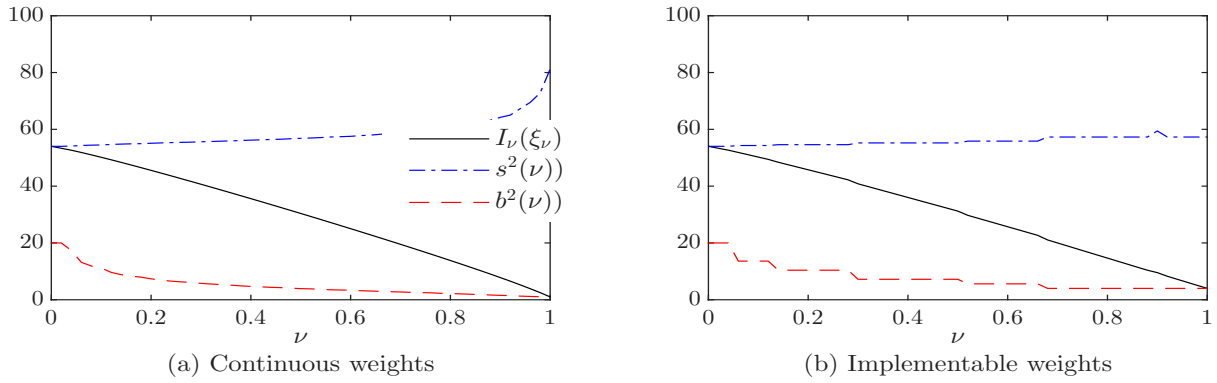 100
80
60
40
20
0
0 0.2 0.4 0.6 0.8 1
ν
I_ν(ξ_ν)
s²(ν))
b²(ν))
(a) Continuous weights
100
80
60
40
20
0
0 0.2 0.4 0.6 0.8 1
ν
(b) Implementable weights